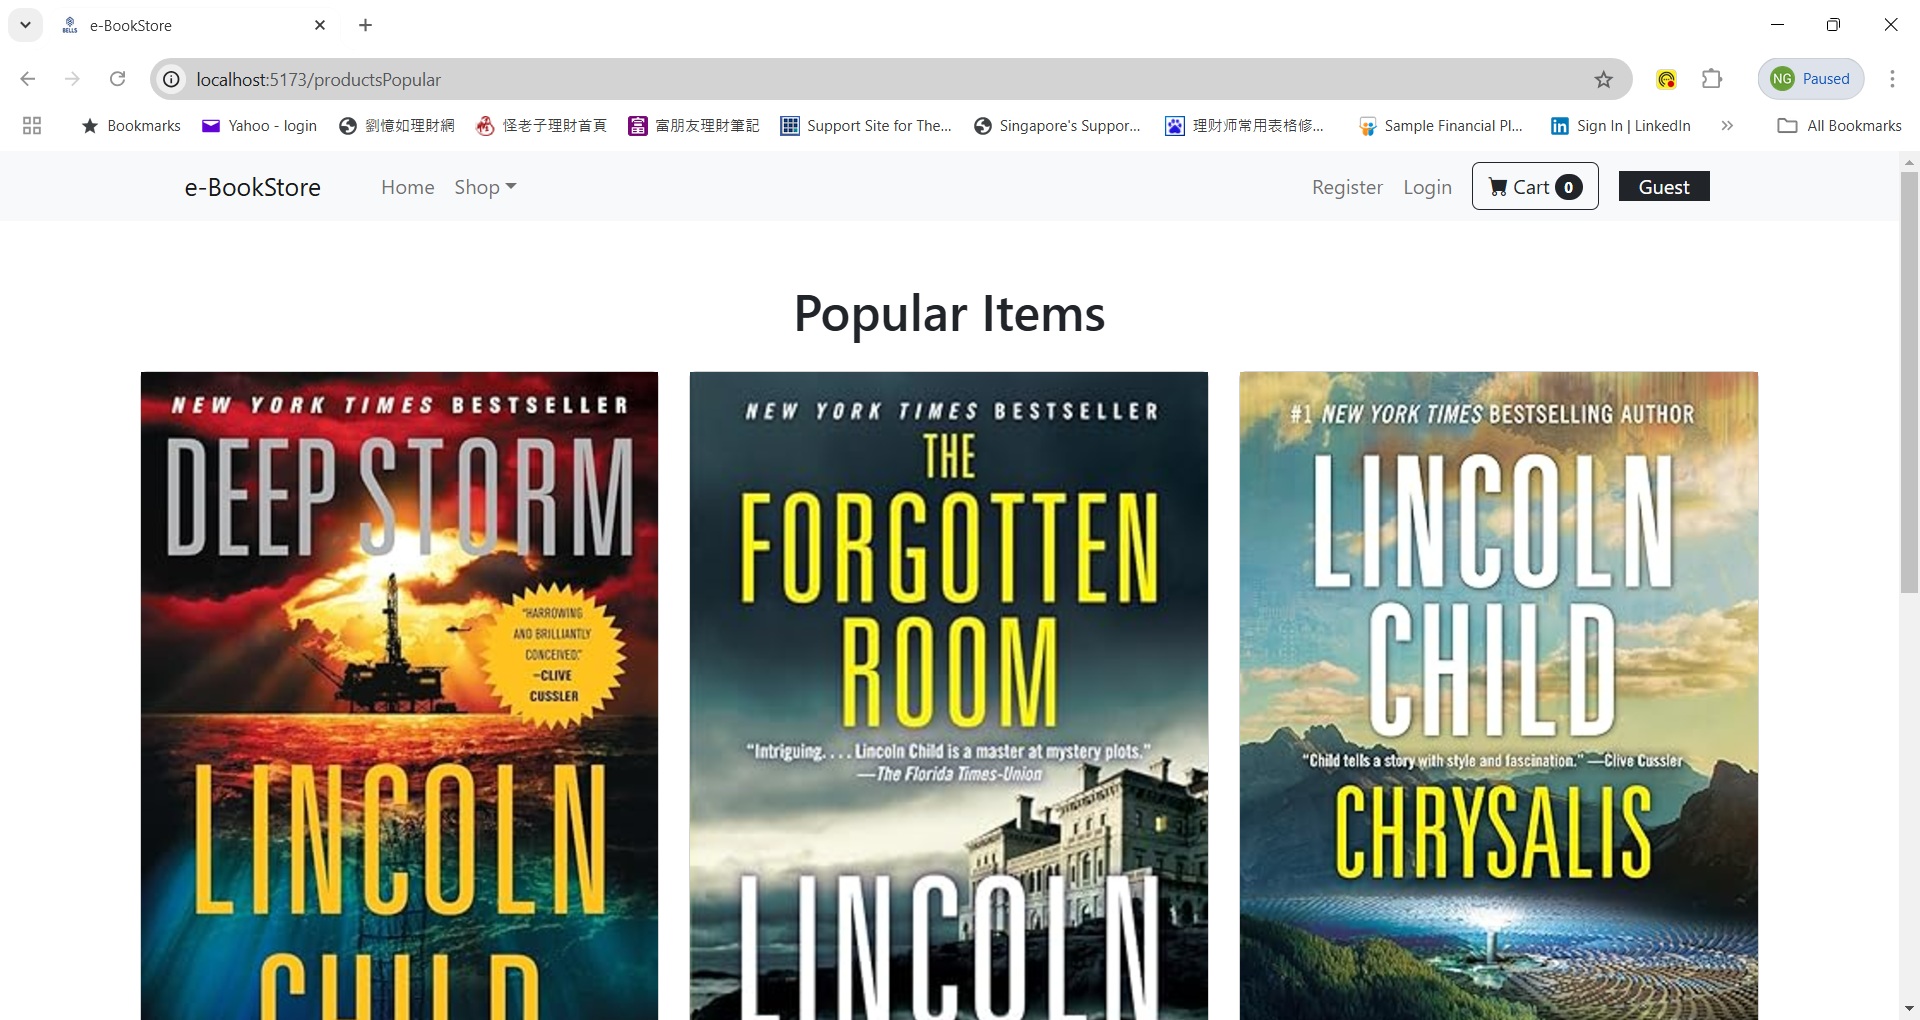 BELLS
e-BookStore
localhost:5173/productsPopular
NG
Paused
Bookmarks
Yahoo - login
劉憶如理財網
怪老子理財首頁
富
富朋友理財筆記
Support Site for The...
Singapore's Suppor...
理财师常用表格修...
Sample Financial Pl...
in
Sign In | LinkedIn
All Bookmarks
e-BookStore
Home
Shop
Register
Login
Cart 0
Guest
Popular Items
NEW YORK TIMES BESTSELLER
DEEP STORM
"HARROWING
AND BRILLIANTLY
CONCEIVED."
–CLIVE
CUSSLER
LINCOLN
CHILD
NEW YORK TIMES BESTSELLER
THE
FORGOTTEN
ROOM
"Intriguing. . . . Lincoln Child is a master at mystery plots."
—The Florida Times-Union
LINCOLN
#1 NEW YORK TIMES BESTSELLING AUTHOR
LINCOLN
CHILD
"Child tells a story with style and fascination." —Clive Cussler
CHRYSALIS